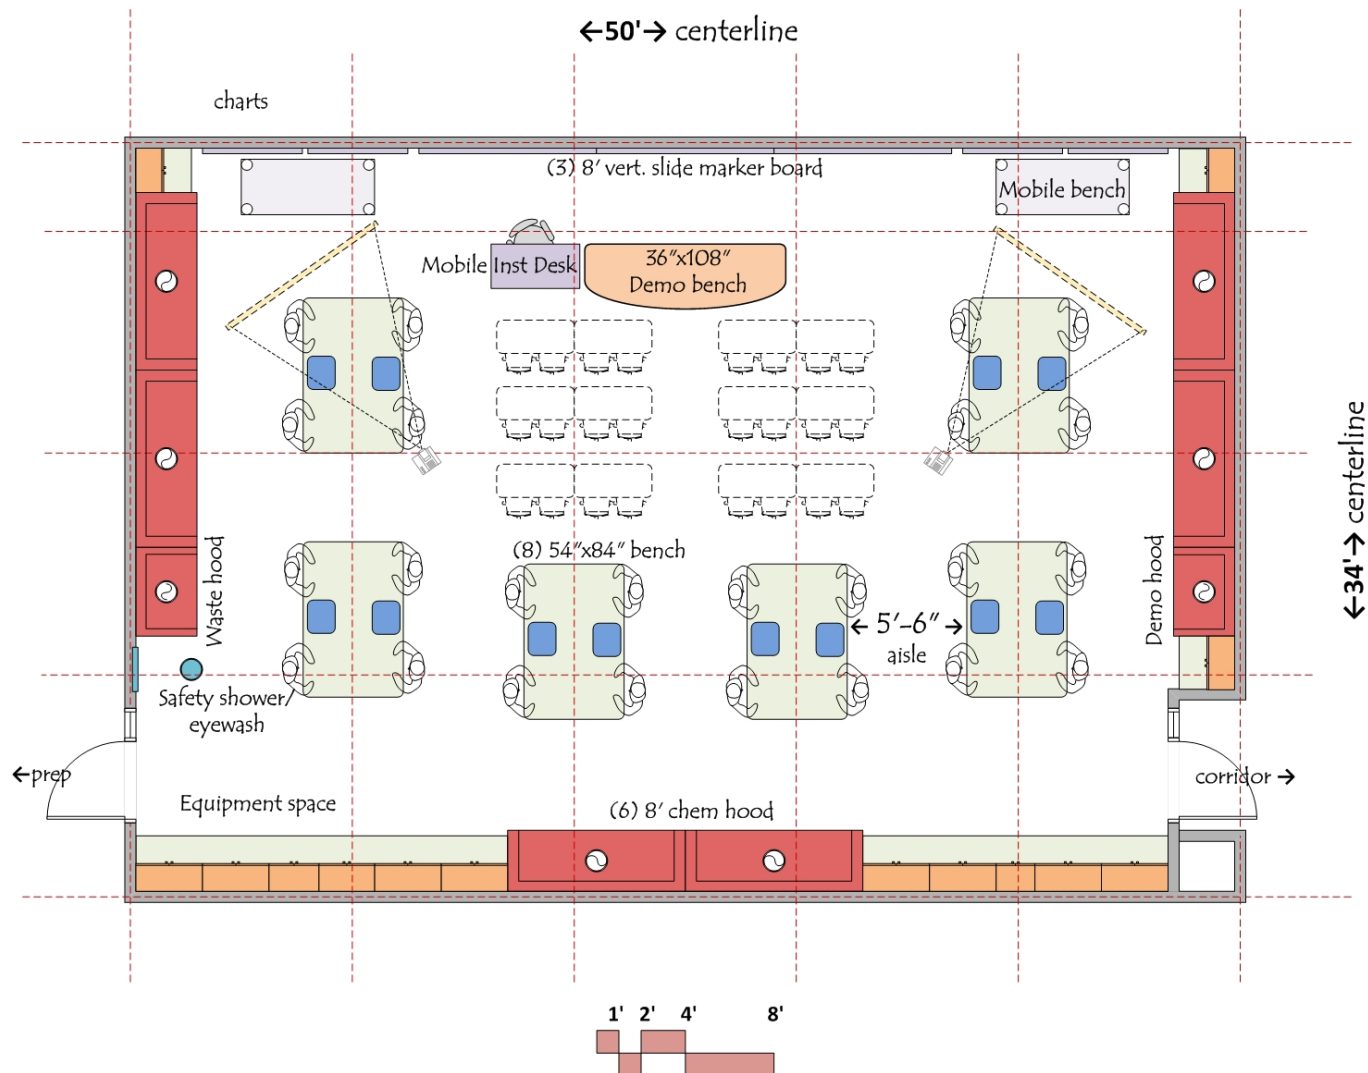 ←50'→ centerline
charts
(3) 8' vert. slide marker board
Mobile bench
Mobile Inst Desk
36"x108"
Demo bench
←34'→ centerline
(8) 54"x84" bench
Waste hood
Demo hood
← 5'-6" →
aisle
Safety shower/
eyewash
←prep
corridor →
Equipment space
(6) 8' chem hood
1' 2' 4' 8'